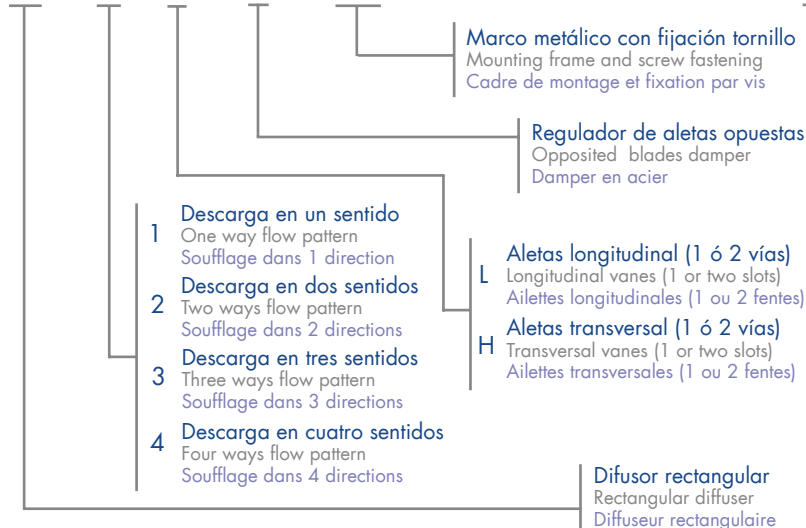 Marco metálico con fijación tornillo
Mounting frame and screw fastening
Cadre de montage et fixation par vis
Regulador de aletas opuestas
Opposited blades damper
Damper en acier
1 Descarga en un sentido
One way flow pattern
Soufflage dans 1 direction
2 Descarga en dos sentidos
Two ways flow pattern
Soufflage dans 2 directions
3 Descarga en tres sentidos
Three ways flow pattern
Soufflage dans 3 directions
4 Descarga en cuatro sentidos
Four ways flow pattern
Soufflage dans 4 directions
L Aletas longitudinal (1 ó 2 vías)
Longitudinal vanes (1 or two slots)
Ailettes longitudinales (1 ou 2 fentes)
H Aletas transversal (1 ó 2 vías)
Transversal vanes (1 or two slots)
Ailettes transversales (1 ou 2 fentes)
Difusor rectangular
Rectangular diffuser
Diffuseur rectangulaire